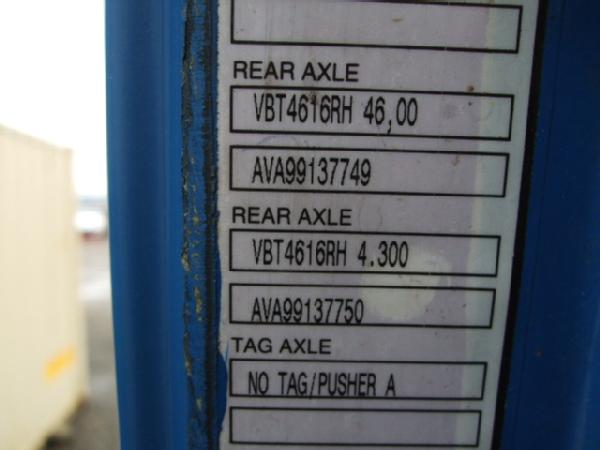 REAR AXLE
VBT4616RH 46,00
AVA99137749
REAR AXLE
VBT4616RH 4.300
AVA99137750
TAG AXLE
NO TAG/PUSHER A